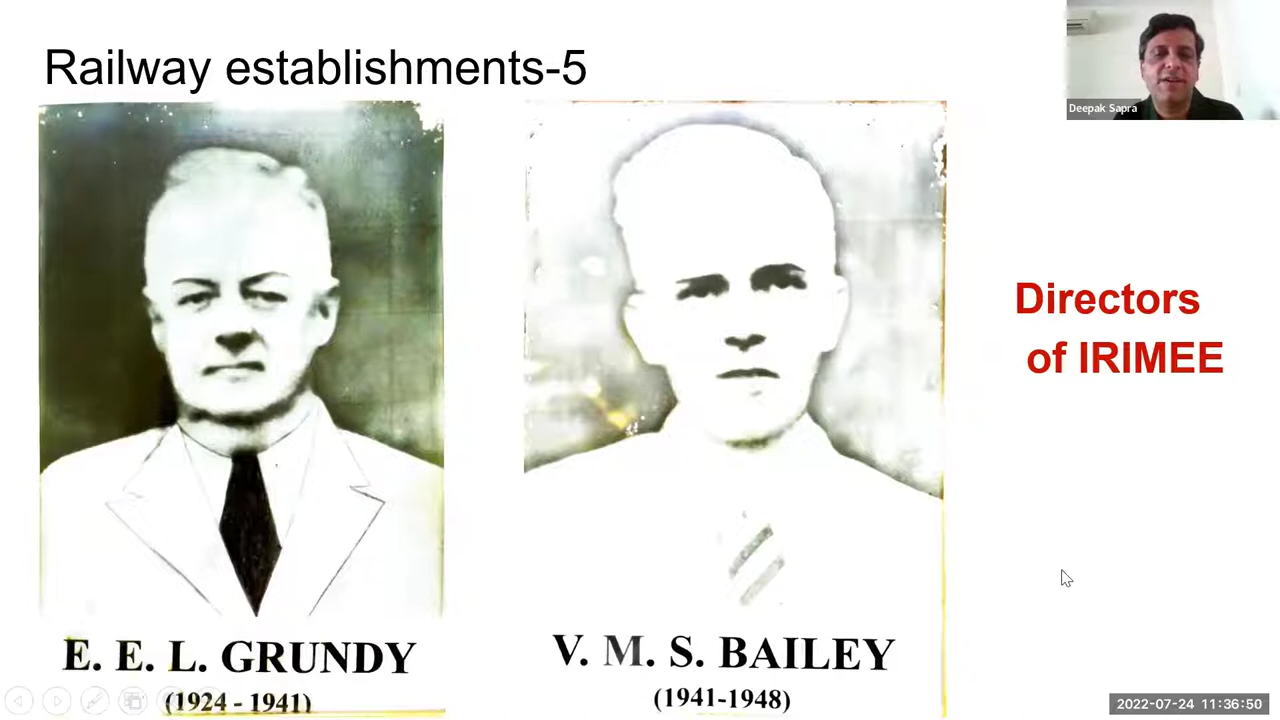 Railway establishments-5
Deepak Sapra
Directors
of IRIMEE
E. E. L. GRUNDY
(1924 - 1941)
V. M. S. BAILEY
(1941-1948)
2022-07-24 11:36:50